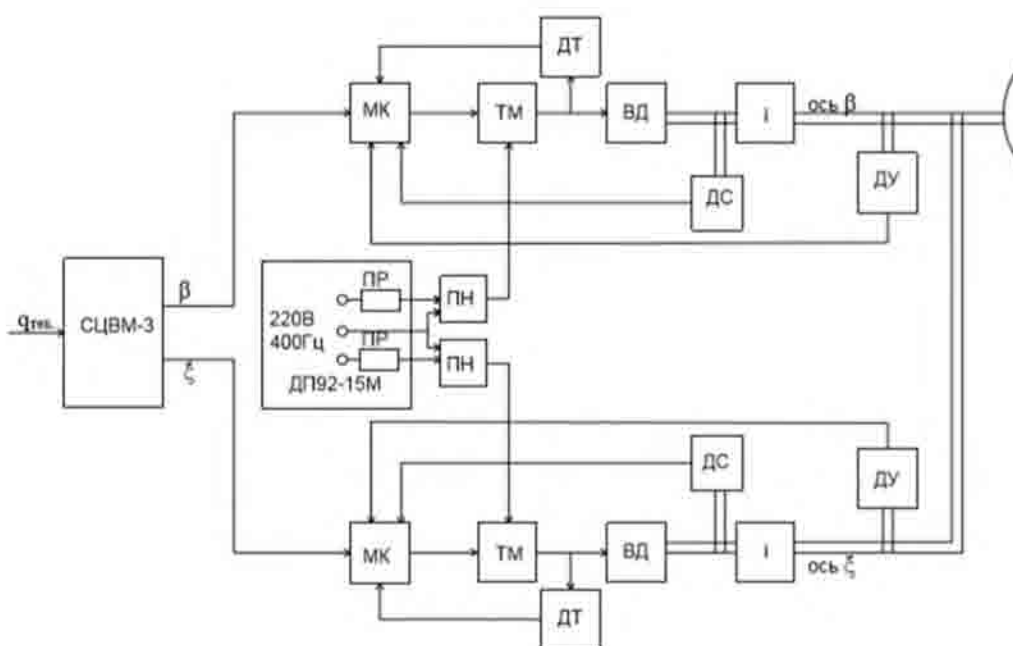 ДТ
МК
ТМ
ВД
I
ось β
ДС
ДУ
СЦВМ-3
β
ξ
220В
400Гц
ПР
ПР
ДП92-15М
ПН
ПН
ДС
ДУ
МК
ТМ
ВД
I
ось ξ
ДТ